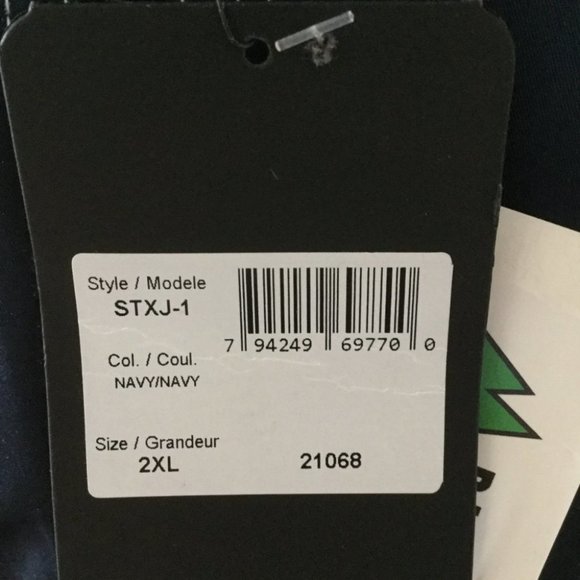 Style / Modele
STXJ-1
7 94249 69770 0
Col. / Coul.
NAVY/NAVY
Size / Grandeur
2XL
21068